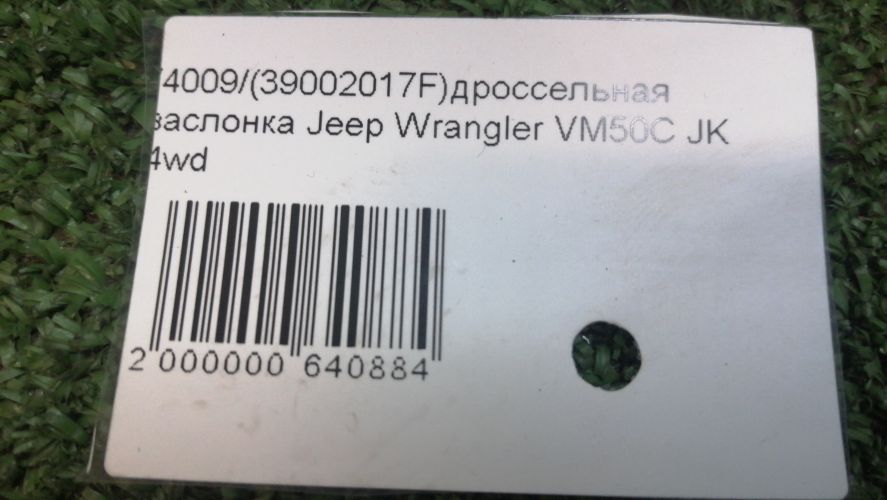 4009/(39002017F)дроссельная
заслонка Jeep Wrangler VM50C JK
4wd
2 000000 640884